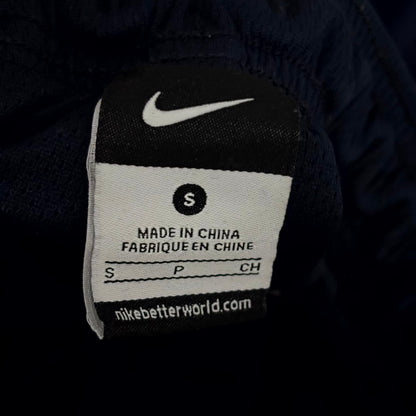 S
MADE IN CHINA
FABRIQUE EN CHINE
S P CH
nikebetterworld.com